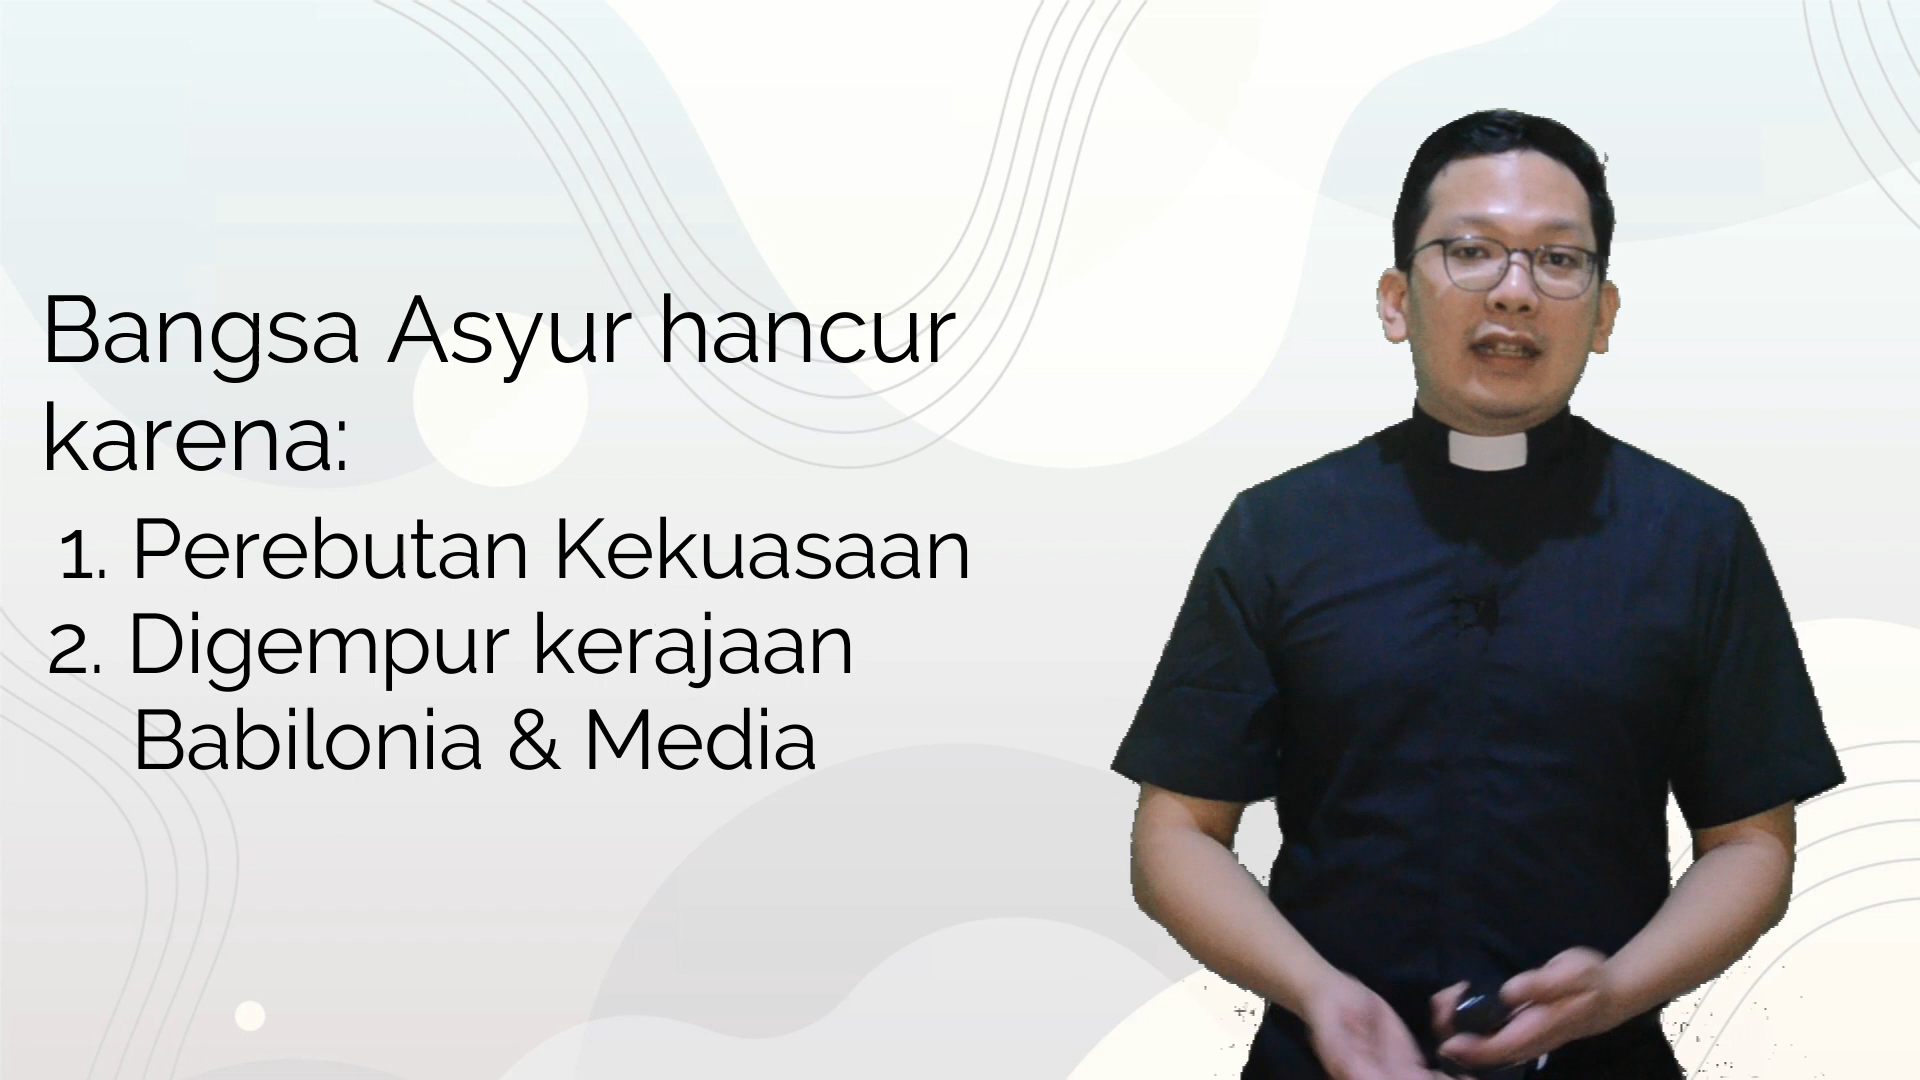 Bangsa Asyur hancur
karena:
1. Perebutan Kekuasaan
2. Digempur kerajaan
Babilonia & Media